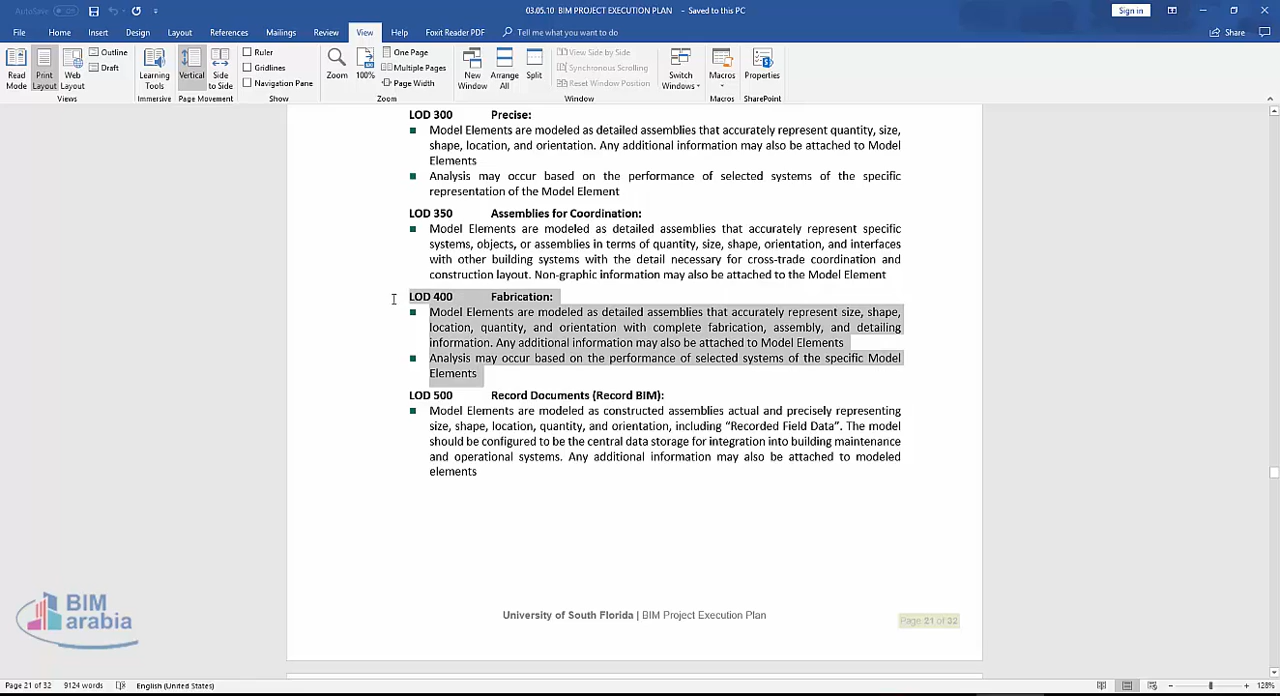 AutoSave Off
03.05.10 BIM PROJECT EXECUTION PLAN - Saved to this PC
Sign in
File Home Insert Design Layout References Mailings Review View Help Foxit Reader PDF Tell me what you want to do
Share
Read Mode
Print Layout
Web Layout
Outline
Draft
Views
Learning Tools
Immersive
Vertical
Side to Side
Page Movement
Ruler
Gridlines
Navigation Pane
Show
Zoom
100%
One Page
Multiple Pages
Page Width
Zoom
New Window
Arrange All
Split
View Side by Side
Synchronous Scrolling
Reset Window Position
Window
Switch Windows
Macros
Macros
Properties
SharePoint
LOD 300 Precise:
Model Elements are modeled as detailed assemblies that accurately represent quantity, size,
shape, location, and orientation. Any additional information may also be attached to Model
Elements
Analysis may occur based on the performance of selected systems of the specific
representation of the Model Element
LOD 350 Assemblies for Coordination:
Model Elements are modeled as detailed assemblies that accurately represent specific
systems, objects, or assemblies in terms of quantity, size, shape, orientation, and interfaces
with other building systems with the detail necessary for cross-trade coordination and
construction layout. Non-graphic information may also be attached to the Model Element
LOD 400 Fabrication:
Model Elements are modeled as detailed assemblies that accurately represent size, shape,
location, quantity, and orientation with complete fabrication, assembly, and detailing
information. Any additional information may also be attached to Model Elements
Analysis may occur based on the performance of selected systems of the specific Model
Elements
LOD 500 Record Documents (Record BIM):
Model Elements are modeled as constructed assemblies actual and precisely representing
size, shape, location, quantity, and orientation, including “Recorded Field Data”. The model
should be configured to be the central data storage for integration into building maintenance
and operational systems. Any additional information may also be attached to modeled
elements
University of South Florida | BIM Project Execution Plan
Page 21 of 32
BIM
arabia
Page 21 of 32 9124 words English (United States)
128%